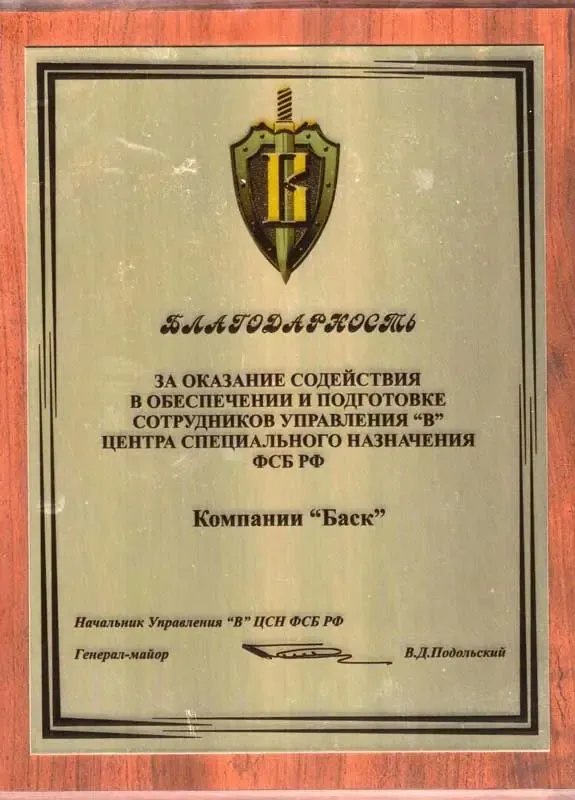 В
БЛАГОДАРНОСТЬ
ЗА ОКАЗАНИЕ СОДЕЙСТВИЯ
В ОБЕСПЕЧЕНИИ И ПОДГОТОВКЕ
СОТРУДНИКОВ УПРАВЛЕНИЯ “В”
ЦЕНТРА СПЕЦИАЛЬНОГО НАЗНАЧЕНИЯ
ФСБ РФ
Компании “Баск”
Начальник Управления “В” ЦСН ФСБ РФ
Генерал-майор В.Д.Подольский